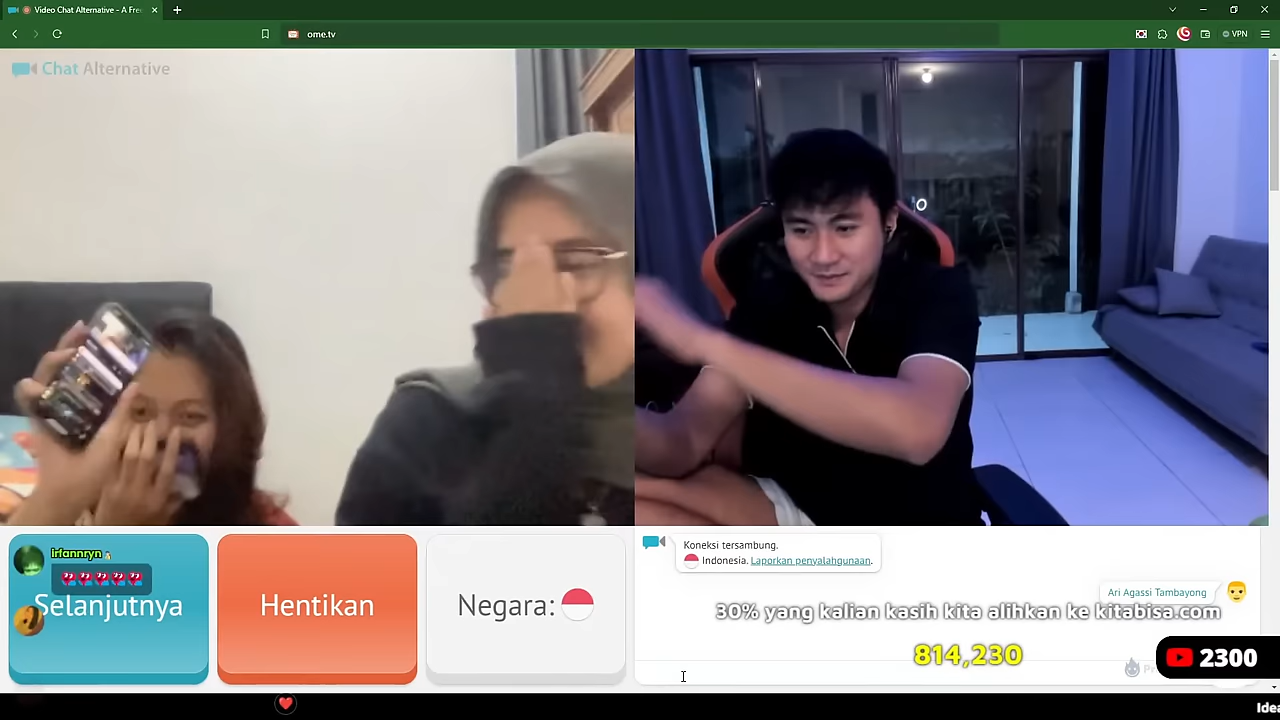 Video Chat Alternative - A Free
ome.tv
VPN
Chat Alternative
irfannryn
Selanjutnya
Hentikan
Negara:
Koneksi tersambung.
Indonesia. Laporkan penyalahgunaan.
Ari Agassi Tambayong
30% yang kalian kasih kita alihkan ke kitabisa.com
814,230
2300
Idea